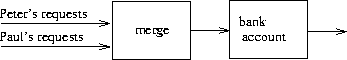 Peter's requests
Paul's requests
merge
bank
account